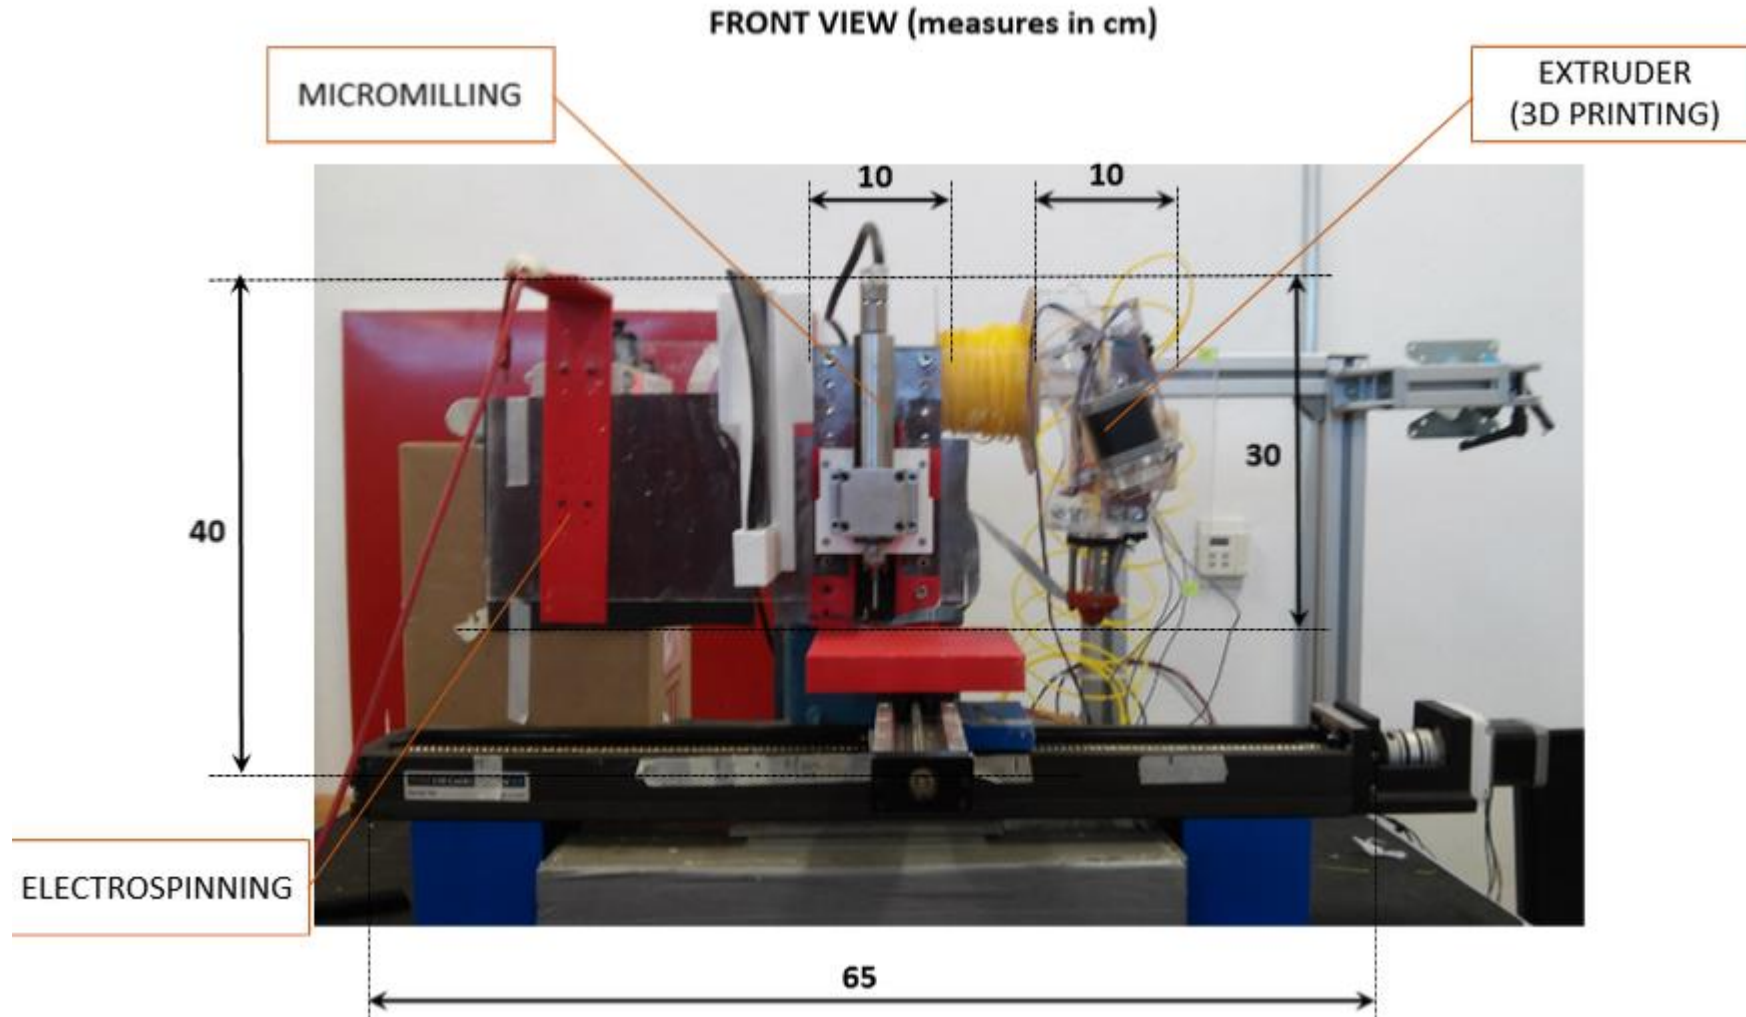 FRONT VIEW (measures in cm)
MICROMILLING
EXTRUDER
(3D PRINTING)
10
10
40
30
ELECTROSPINNING
65